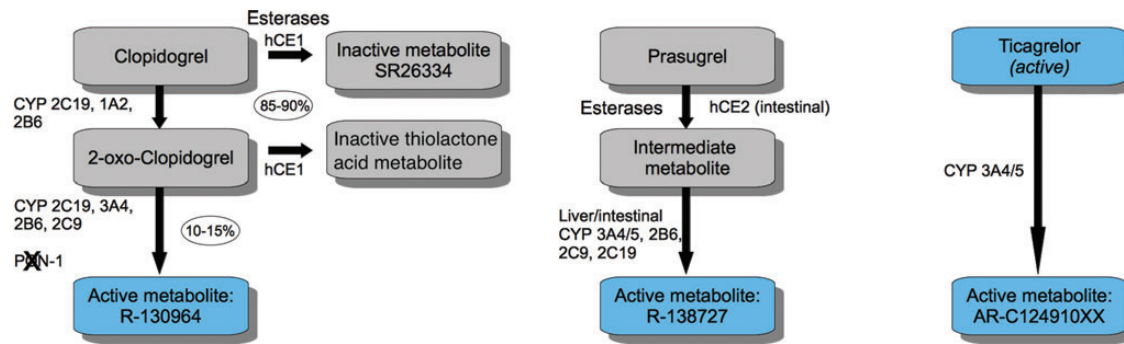 Esterases
Clopidogrel
hCE1
Inactive metabolite
SR26334
CYP 2C19, 1A2,
2B6
85-90%
2-oxo-Clopidogrel
hCE1
Inactive thiolactone
acid metabolite
CYP 2C19, 3A4,
2B6, 2C9
10-15%
PON-1
Active metabolite:
R-130964
Prasugrel
Esterases
hCE2 (intestinal)
Intermediate
metabolite
Liver/intestinal
CYP 3A4/5, 2B6,
2C9, 2C19
Active metabolite:
R-138727
Ticagrelor
(active)
CYP 3A4/5
Active metabolite:
AR-C124910XX